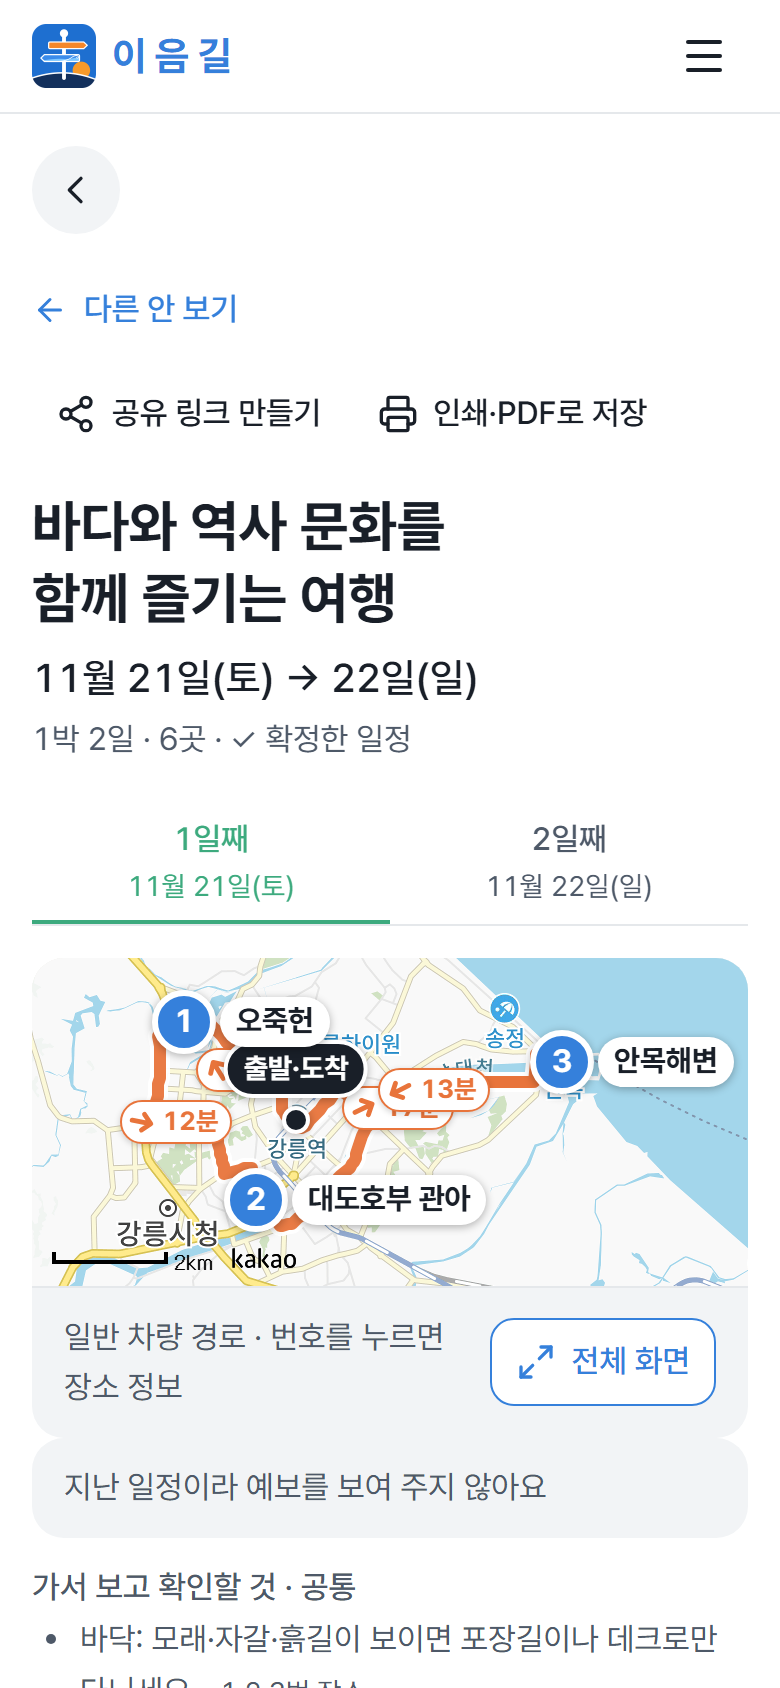 이음길
다른 안 보기
공유 링크 만들기
인쇄·PDF로 저장
바다와 역사 문화를
함께 즐기는 여행
11월 21일(토) → 22일(일)
1박 2일 · 6곳 · ✓ 확정한 일정
1일째
11월 21일(토)
2일째
11월 22일(일)
1
오죽헌
송정
출발·도착
3
안목해변
13분
12분
강릉역
2
대도호부 관아
강릉시청
2km
kakao
일반 차량 경로 · 번호를 누르면
장소 정보
전체 화면
지난 일정이라 예보를 보여 주지 않아요
가서 보고 확인할 것 · 공통
• 바닥: 모래·자갈·흙길이 보이면 포장길이나 데크로만